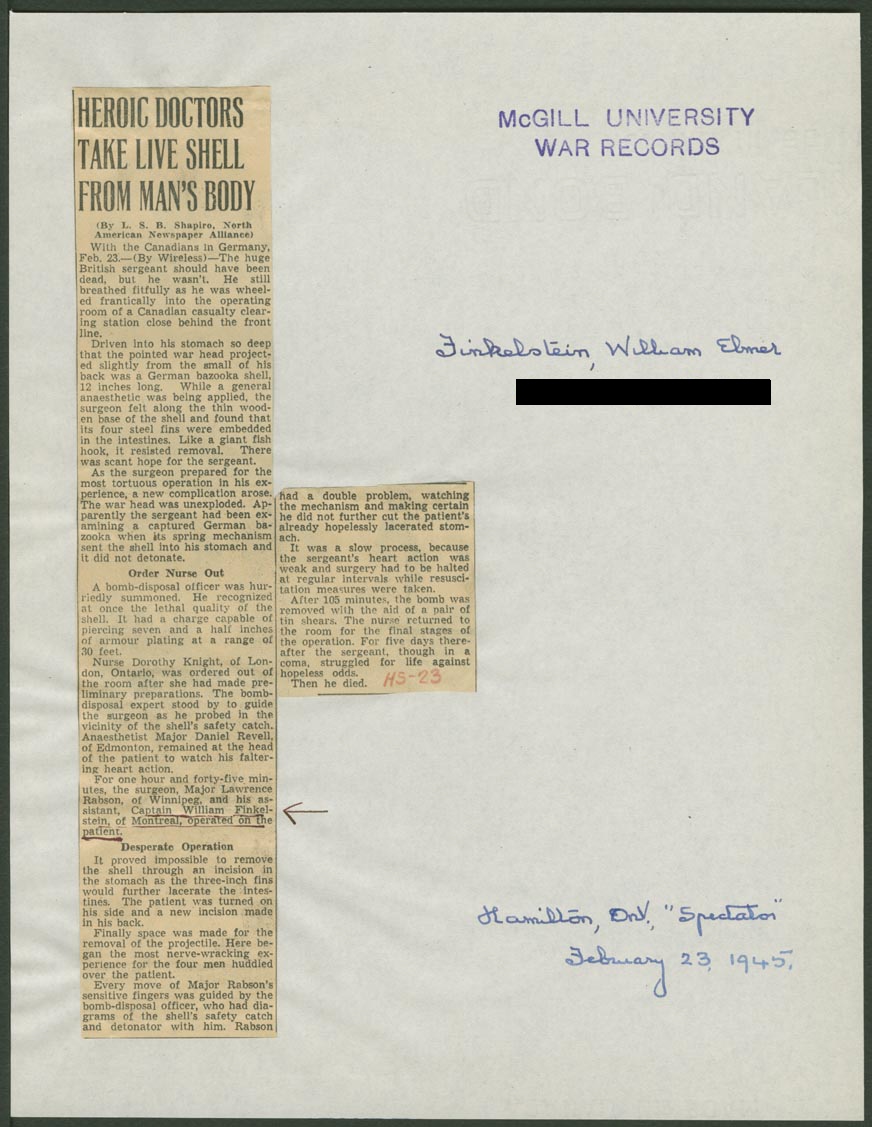 HEROIC DOCTORS
TAKE LIVE SHELL
FROM MAN'S BODY
(By L. S. B. Shapiro, North
American Newspaper Alliance)
With the Canadians in Germany,
Feb. 23.—(By Wireless)—The huge
British sergeant should have been
dead, but he wasn't. He still
breathed fitfully as he was wheel-
ed frantically into the operating
room of a Canadian casualty clear-
ing station close behind the front
line.
Driven into his stomach so deep
that the pointed war head project-
ed slightly from the small of his
back was a German bazooka shell,
12 inches long. While a general
anaesthetic was being applied, the
surgeon felt along the thin wood-
en base of the shell and found that
its four steel fins were embedded
in the intestines. Like a giant fish
hook, it resisted removal. There
was scant hope for the sergeant.
As the surgeon prepared for the
most tortuous operation in his ex-
perience, a new complication arose.
The war head was unexploded. Ap-
parently the sergeant had been ex-
amining a captured German ba-
zooka when its spring mechanism
sent the shell into his stomach and
it did not detonate.
Order Nurse Out
A bomb-disposal officer was hur-
riedly summoned. He recognized
at once the lethal quality of the
shell. It had a charge capable of
piercing seven and a half inches
of armour plating at a range of
30 feet.
Nurse Dorothy Knight, of Lon-
don, Ontario, was ordered out of
the room after she had made pre-
liminary preparations. The bomb-
disposal expert stood by to guide
the surgeon as he probed in the
vicinity of the shell's safety catch.
Anaesthetist Major Daniel Revell,
of Edmonton, remained at the head
of the patient to watch his falter-
ing heart action.
For one hour and forty-five min-
utes, the surgeon, Major Lawrence
Rabson, of Winnipeg, and his as-
sistant, Captain William Finkel-
stein, of Montreal, operated on the
patient.
Desperate Operation
It proved impossible to remove
the shell through an incision in
the stomach as the three-inch fins
would further lacerate the intes-
tines. The patient was turned on
his side and a new incision made
in his back.
Finally space was made for the
removal of the projectile. Here be-
gan the most nerve-wracking ex-
perience for the four men huddled
over the patient.
Every move of Major Rabson's
sensitive fingers was guided by the
bomb-disposal officer, who had dia-
grams of the shell's safety catch
and detonator with him. Rabson
had a double problem, watching
the mechanism and making certain
he did not further cut the patient's
already hopelessly lacerated stom-
ach.
It was a slow process, because
the sergeant's heart action was
weak and surgery had to be halted
at regular intervals while resusci-
tation measures were taken.
After 105 minutes, the bomb was
removed with the aid of a pair of
tin shears. The nurse returned to
the room for the final stages of
the operation. For five days there-
after the sergeant, though in a
coma, struggled for life against
hopeless odds.
Then he died. HS-23
McGILL UNIVERSITY
WAR RECORDS
Finkelstein, William Elmer
Hamilton, Ont., "Spectator"
February 23, 1945.